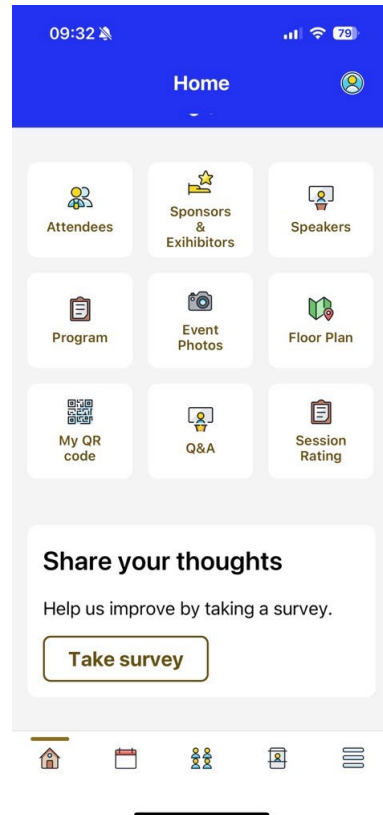 09:32
79
Home
Attendees
Sponsors
&
Exihibitors
Speakers
Program
Event
Photos
Floor Plan
My QR
code
Q&A
Session
Rating
Share your thoughts
Help us improve by taking a survey.
Take survey